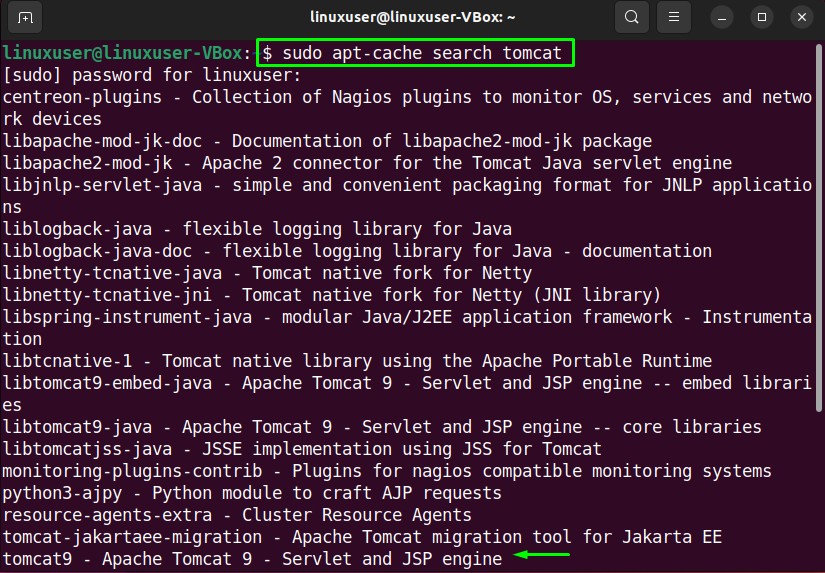 linuxuser@linuxuser-VBox: ~
linuxuser@linuxuser-VBox:~$ sudo apt-cache search tomcat
[sudo] password for linuxuser:
centreon-plugins - Collection of Nagios plugins to monitor OS, services and netwo
rk devices
libapache-mod-jk-doc - Documentation of libapache2-mod-jk package
libapache2-mod-jk - Apache 2 connector for the Tomcat Java servlet engine
libjnlp-servlet-java - simple and convenient packaging format for JNLP applicatio
ns
liblogback-java - flexible logging library for Java
liblogback-java-doc - flexible logging library for Java - documentation
libnetty-tcnative-java - Tomcat native fork for Netty
libnetty-tcnative-jni - Tomcat native fork for Netty (JNI library)
libspring-instrument-java - modular Java/J2EE application framework - Instrumenta
tion
libtcnative-1 - Tomcat native library using the Apache Portable Runtime
libtomcat9-embed-java - Apache Tomcat 9 - Servlet and JSP engine -- embed librari
es
libtomcat9-java - Apache Tomcat 9 - Servlet and JSP engine -- core libraries
libtomcatjss-java - JSSE implementation using JSS for Tomcat
monitoring-plugins-contrib - Plugins for nagios compatible monitoring systems
python3-ajpy - Python module to craft AJP requests
resource-agents-extra - Cluster Resource Agents
tomcat-jakartaee-migration - Apache Tomcat migration tool for Jakarta EE
tomcat9 - Apache Tomcat 9 - Servlet and JSP engine